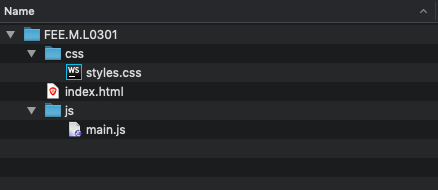 Name
FEE.M.L0301
css
WS styles.css
index.html
js
main.js